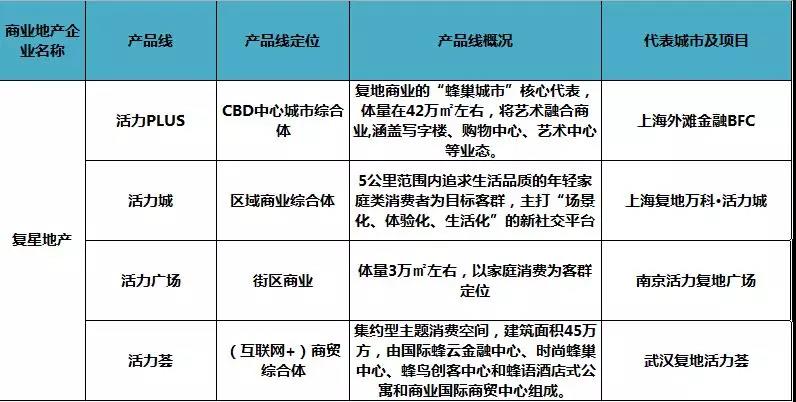 商业地产企
业名称
产品线
产品线定位
产品线概况
代表城市及项目
复星地产
活力PLUS
CBD中心城市综合
体
复地商业的“蜂巢城市”核心代表，
体量在42万㎡左右，将艺术融合商
业,涵盖写字楼、购物中心、艺术中心
等业态。
上海外滩金融BFC
活力城
区域商业综合体
5公里范围内追求生活品质的年轻家
庭类消费者为目标客群，主打“场景
化、体验化、生活化”的新社交平台
上海复地万科•活力城
活力广场
街区商业
体量3万㎡左右，以家庭消费为客群
定位
南京活力复地广场
活力荟
（互联网+）商贸
综合体
集约型主题消费空间，建筑面积45万
方，由国际蜂云金融中心、时尚蜂巢
中心、蜂鸟创客中心和蜂语酒店式公
寓和商业国际商贸中心组成。
武汉复地活力荟